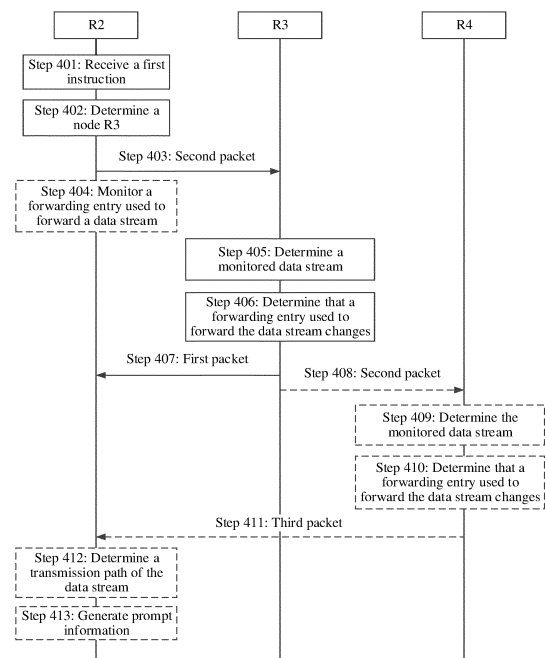 R2
R3
R4
Step 401: Receive a first
instruction
Step 402: Determine a
node R3
Step 403: Second packet
Step 404: Monitor a
forwarding entry used to
forward a data stream
Step 405: Determine a
monitored data stream
Step 406: Determine that a
forwarding entry used to
forward the data stream changes
Step 407: First packet
Step 408: Second packet
Step 409: Determine the
monitored data stream
Step 410: Determine that a
forwarding entry used to
forward the data stream changes
Step 411: Third packet
Step 412: Determine a
transmission path of the
data stream
Step 413: Generate prompt
information